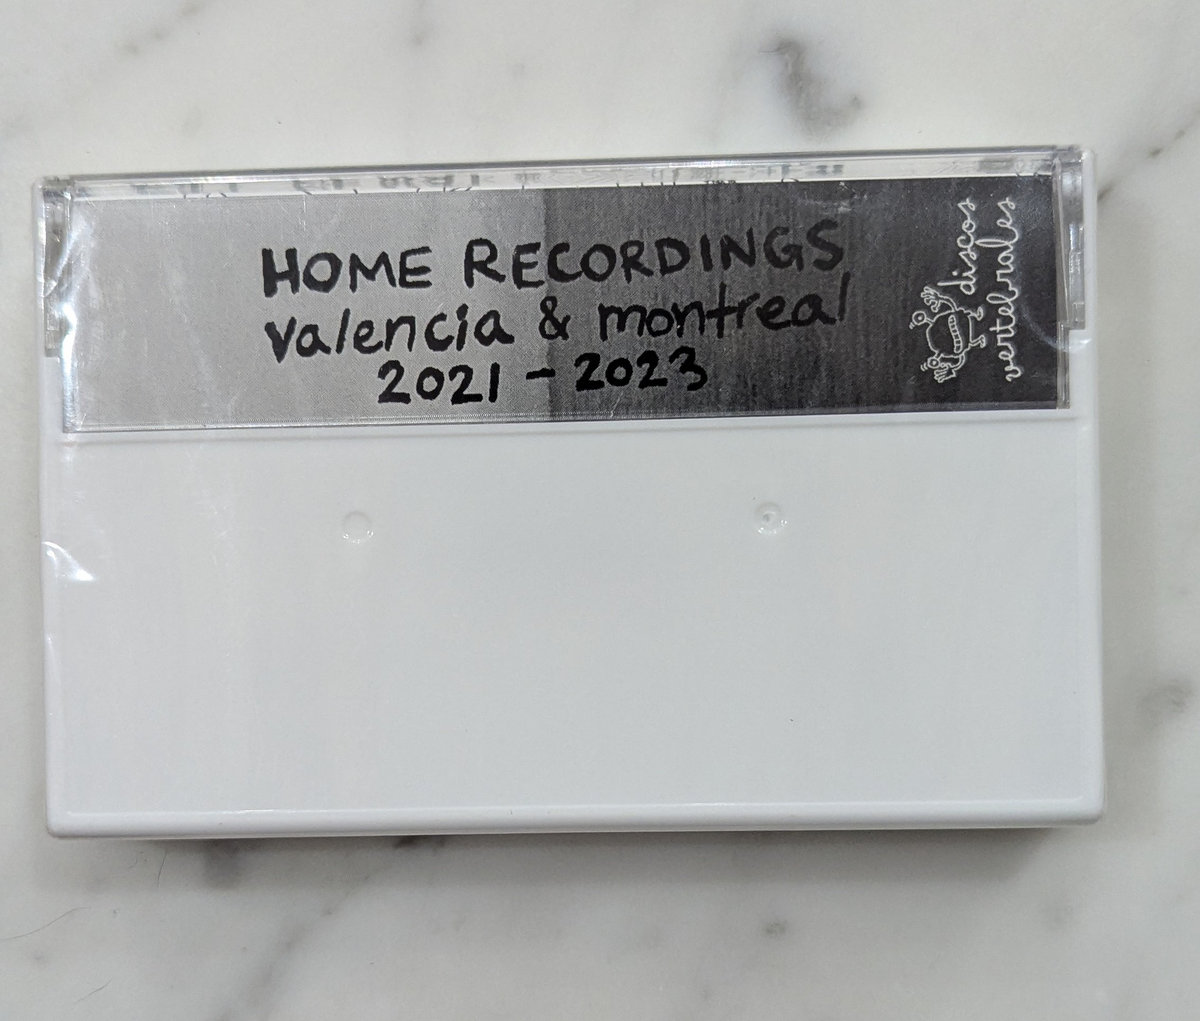 HOME RECORDINGS
valencia & montreal
2021 - 2023
discos
vertebrales